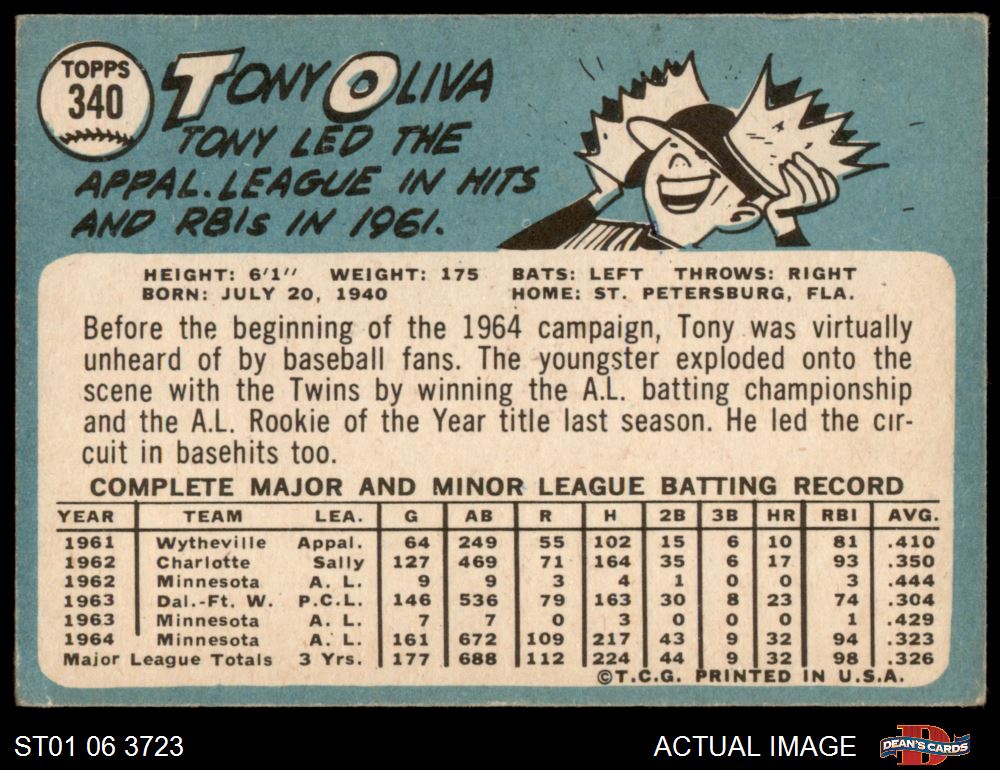 TOPPS
340
TONY OLIVA
TONY LED THE
APPAL. LEAGUE IN HITS
AND RBIs IN 1961.
HEIGHT: 6'1" WEIGHT: 175 BATS: LEFT THROWS: RIGHT
BORN: JULY 20, 1940 HOME: ST. PETERSBURG, FLA.
Before the beginning of the 1964 campaign, Tony was virtually
unheard of by baseball fans. The youngster exploded onto the
scene with the Twins by winning the A.L. batting championship
and the A.L. Rookie of the Year title last season. He led the cir-
cuit in basehits too.
COMPLETE MAJOR AND MINOR LEAGUE BATTING RECORD
YEAR TEAM LEA. G AB R H 2B 3B HR RBI AVG.
1961 Wytheville Appal. 64 249 55 102 15 6 10 81 .410
1962 Charlotte Sally 127 469 71 164 35 6 17 93 .350
1962 Minnesota A. L. 9 9 3 4 1 0 0 3 .444
1963 Dal.-Ft. W. P.C.L. 146 536 79 163 30 8 23 74 .304
1963 Minnesota A. L. 7 7 0 3 0 0 0 1 .429
1964 Minnesota A. L. 161 672 109 217 43 9 32 94 .323
Major League Totals 3 Yrs. 177 688 112 224 44 9 32 98 .326
©T.C.G. PRINTED IN U.S.A.
ST01 06 3723 ACTUAL IMAGE D DEAN'S CARDS